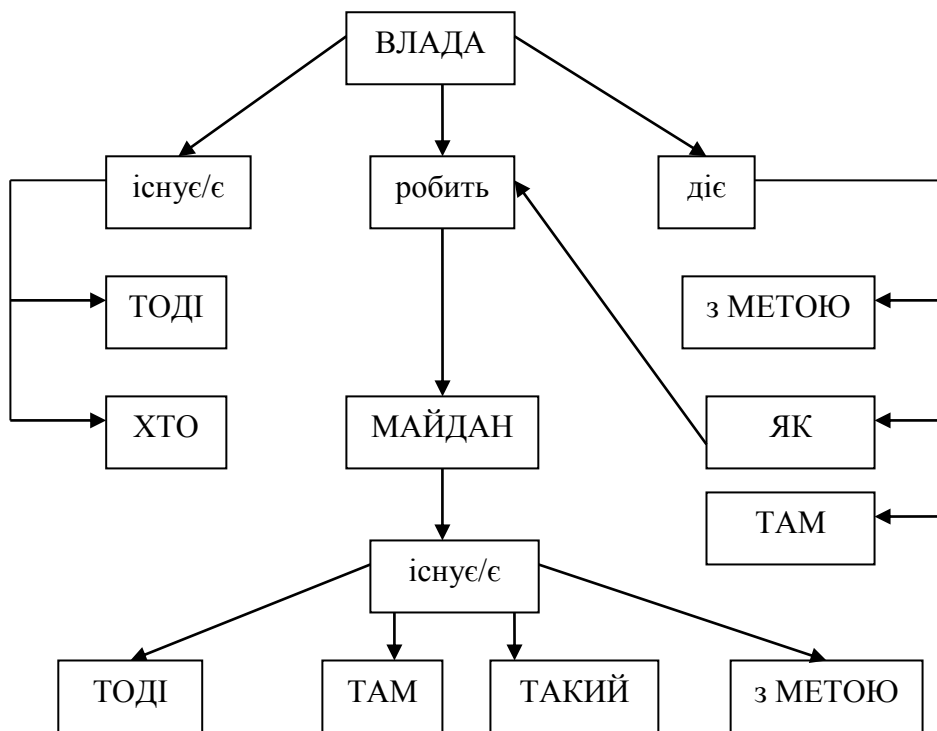 ВЛАДА
існує/є
робить
діє
ТОДІ
з МЕТОЮ
ХТО
МАЙДАН
ЯК
ТАМ
існує/є
ТОДІ
ТАМ
ТАКИЙ
з МЕТОЮ